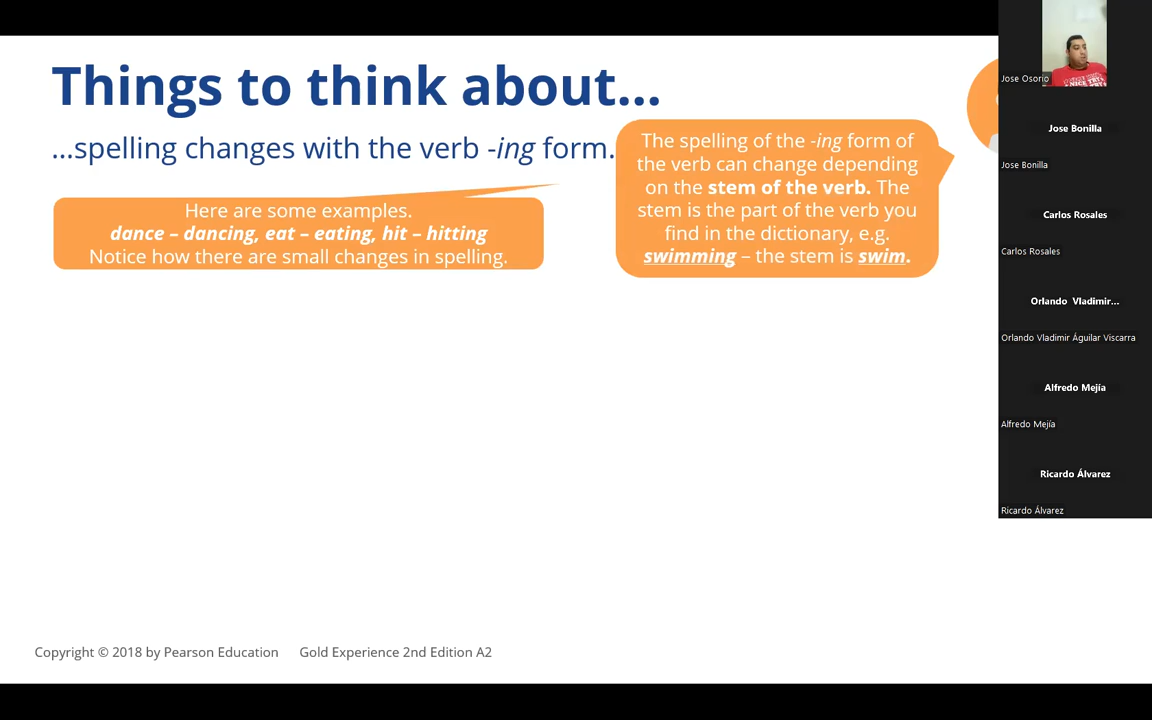 Things to think about...
...spelling changes with the verb -ing form.
The spelling of the -ing form of
the verb can change depending
on the stem of the verb. The
stem is the part of the verb you
find in the dictionary, e.g.
swimming – the stem is swim.
Here are some examples.
dance – dancing, eat – eating, hit – hitting
Notice how there are small changes in spelling.
Copyright © 2018 by Pearson Education
Gold Experience 2nd Edition A2
Jose Osorio
Jose Bonilla
Jose Bonilla
Carlos Rosales
Carlos Rosales
Orlando Vladimir...
Orlando Vladimir Águilar Viscarra
Alfredo Mejía
Alfredo Mejía
Ricardo Álvarez
Ricardo Álvarez